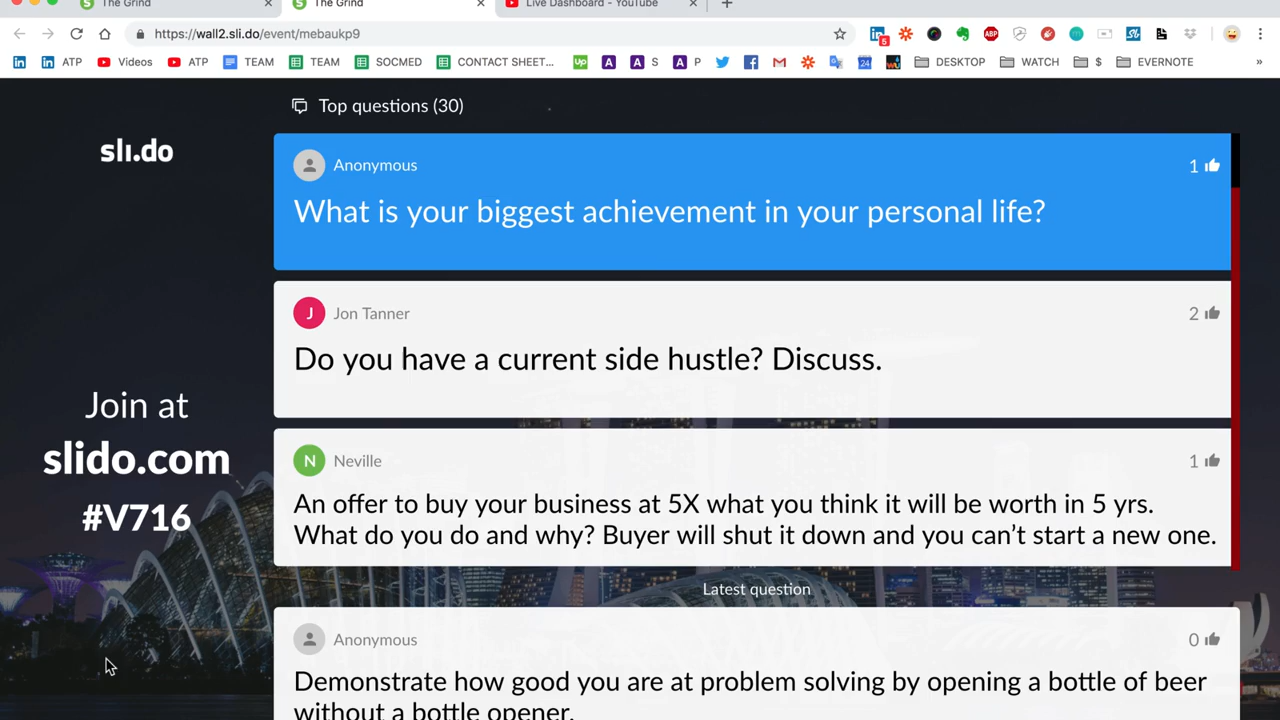 The Grind
The Grind
Live Dashboard - YouTube
https://wall2.sli.do/event/mebaukp9
5
ABP
ATP
Videos
ATP
TEAM
TEAM
SOCMED
CONTACT SHEET...
up
A
A S
A P
24
DESKTOP
WATCH
$
EVERNOTE
»
Top questions (30)
sli.do
Anonymous
1
What is your biggest achievement in your personal life?
J
Jon Tanner
2
Do you have a current side hustle? Discuss.
Join at
slido.com
#V716
N
Neville
1
An offer to buy your business at 5X what you think it will be worth in 5 yrs.
What do you do and why? Buyer will shut it down and you can’t start a new one.
Latest question
Anonymous
0
Demonstrate how good you are at problem solving by opening a bottle of beer
without a bottle opener.